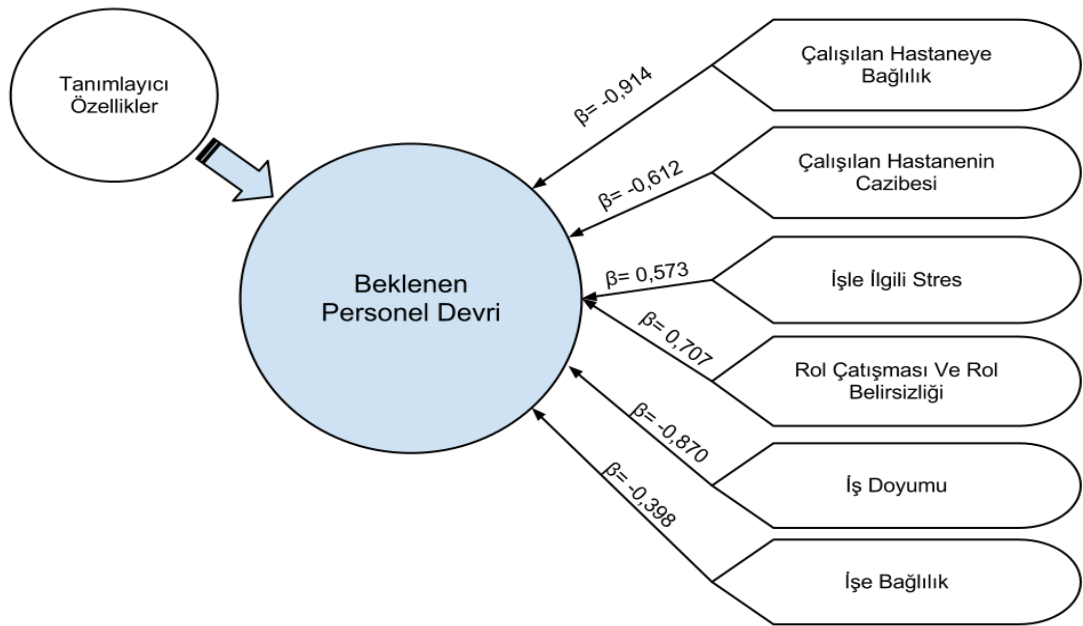 Tanımlayıcı
Özellikler
Beklenen
Personel Devri
β= -0,914
Çalışılan Hastaneye
Bağlılık
β= -0,612
Çalışılan Hastanenin
Cazibesi
β= 0,573
İşle İlgili Stres
β= 0,707
Rol Çatışması Ve Rol
Belirsizliği
β= -0,870
İş Doyumu
β= -0,398
İşe Bağlılık